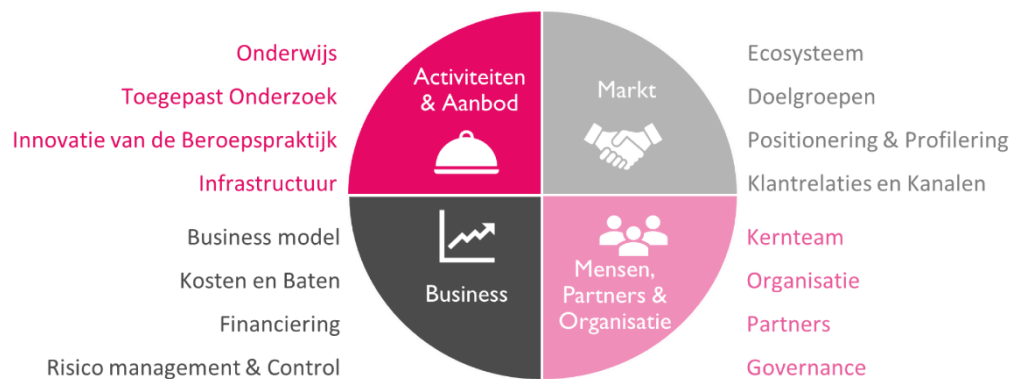 Onderwijs
Toegepast Onderzoek
Innovatie van de Beroepspraktijk
Infrastructuur
Activiteiten
& Aanbod
Markt
Ecosysteem
Doelgroepen
Positionering & Profilering
Klantrelaties en Kanalen
Business model
Kosten en Baten
Financiering
Risico management & Control
Business
Mensen,
Partners &
Organisatie
Kernteam
Organisatie
Partners
Governance